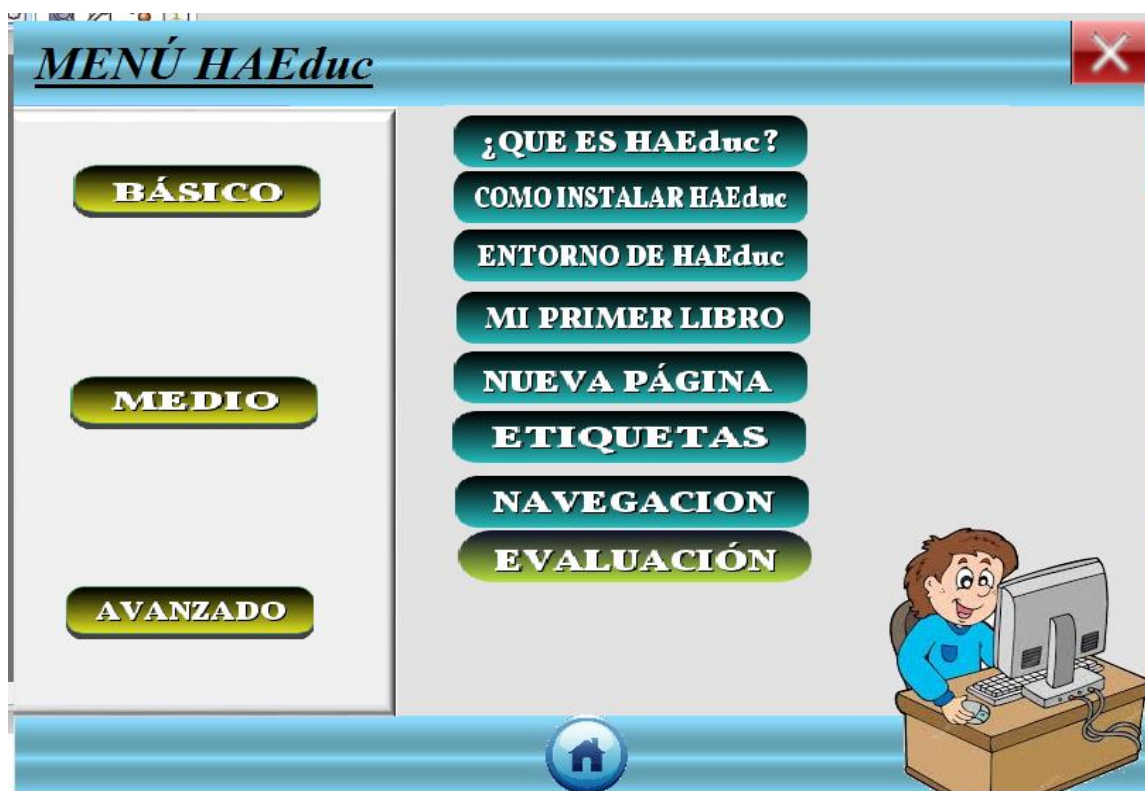 MENÚ HAEduc
BÁSICO
MEDIO
AVANZADO
¿QUE ES HAEduc?
COMO INSTALAR HAEduc
ENTORNO DE HAEduc
MI PRIMER LIBRO
NUEVA PÁGINA
ETIQUETAS
NAVEGACION
EVALUACIÓN